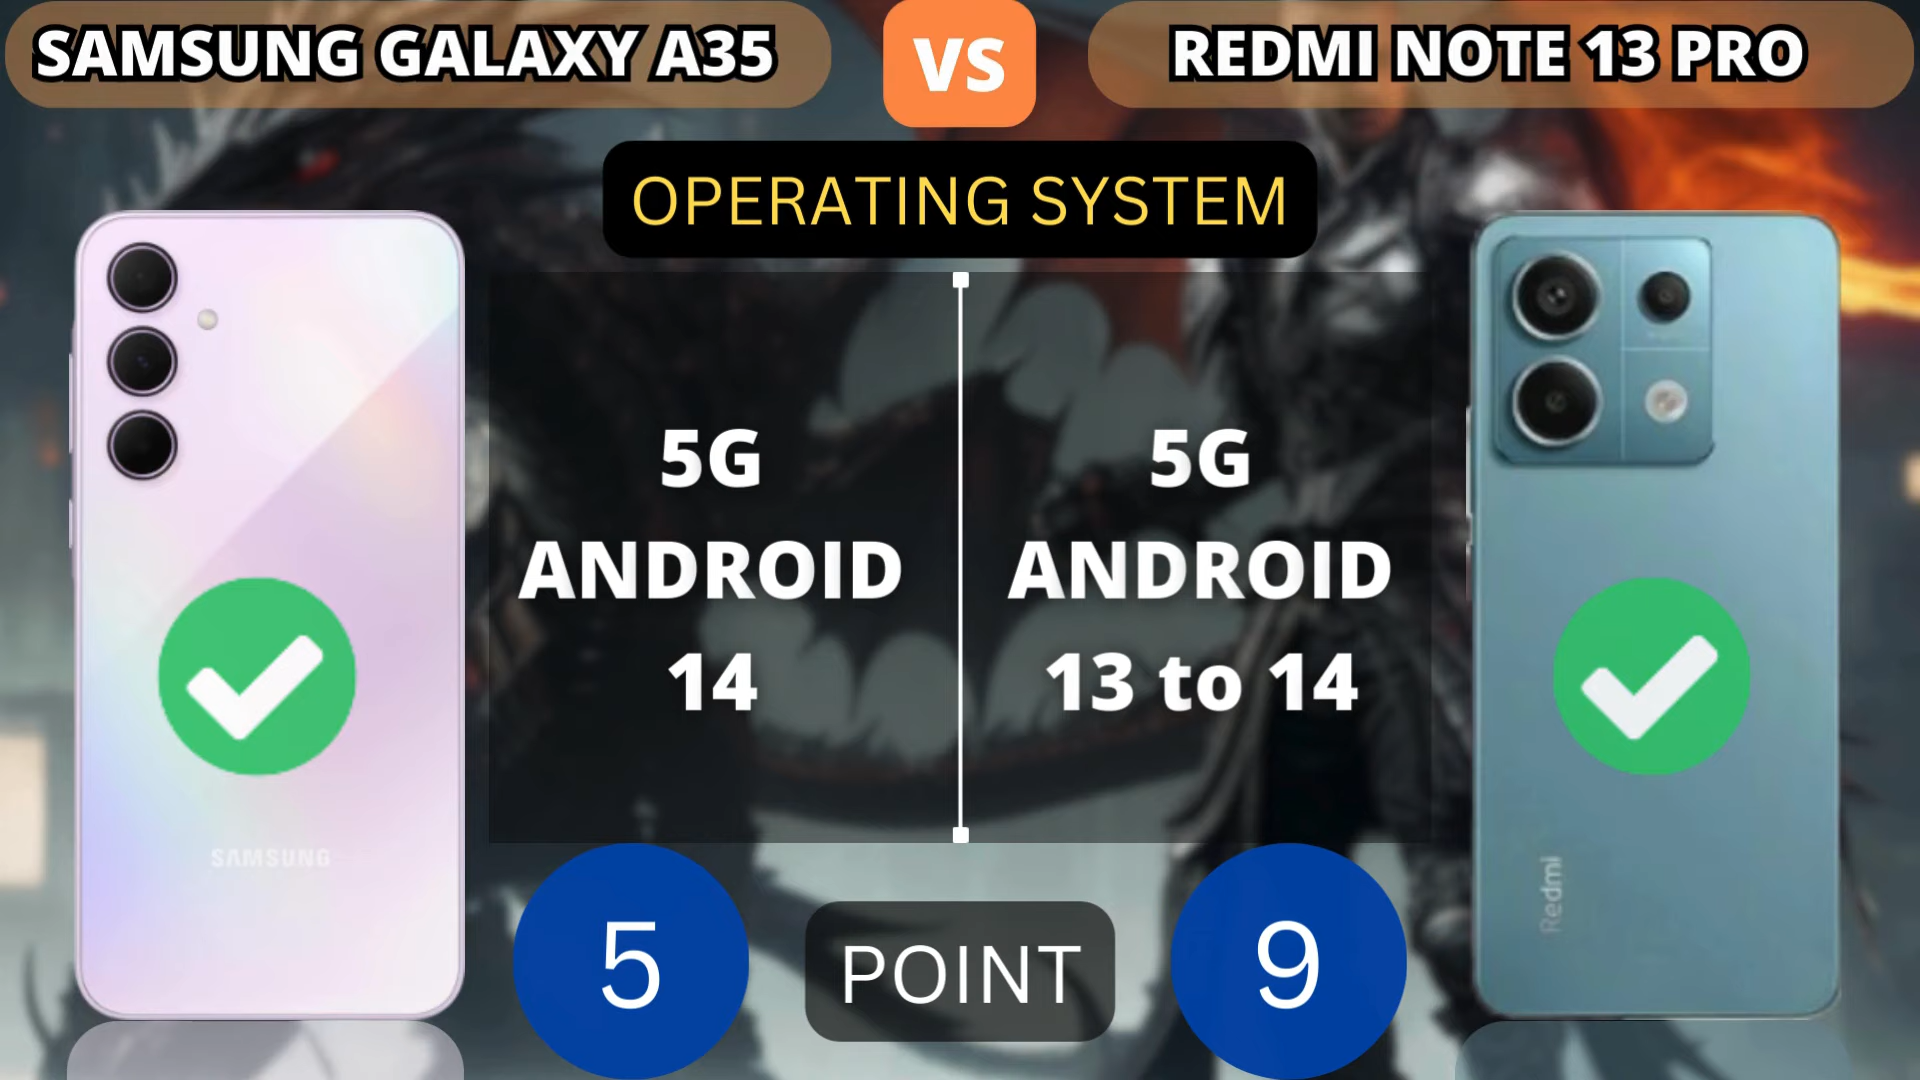 SAMSUNG GALAXY A35
VS
REDMI NOTE 13 PRO
OPERATING SYSTEM
5G
ANDROID
14
5G
ANDROID
13 to 14
SAMSUNG
Redmi
5
POINT
9